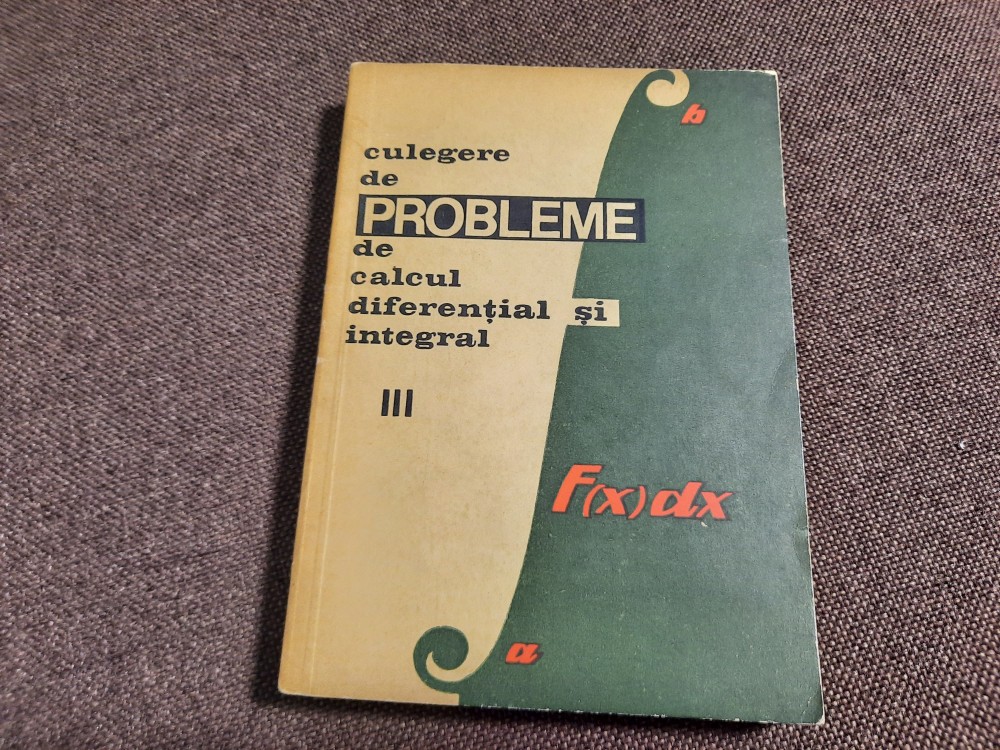 culegere
de
PROBLEME
de
calcul
diferențial și
integral
III
b
F(x)dx
a